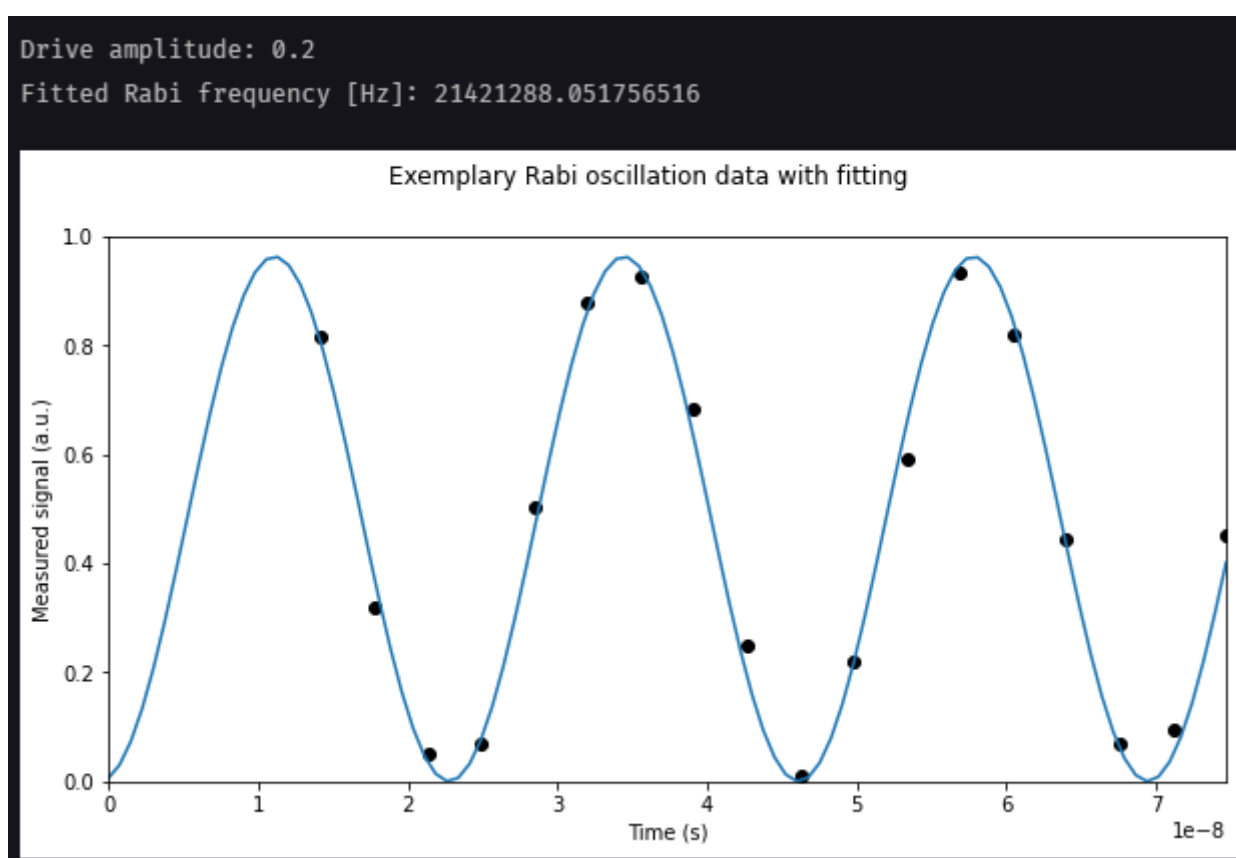 Drive amplitude: 0.2
Fitted Rabi frequency [Hz]: 21421288.051756516
Exemplary Rabi oscillation data with fitting
1.0
0.8
0.6
0.4
0.2
0.0
Measured signal (a.u.)
0 1 2 3 4 5 6 7
Time (s)
1e-8